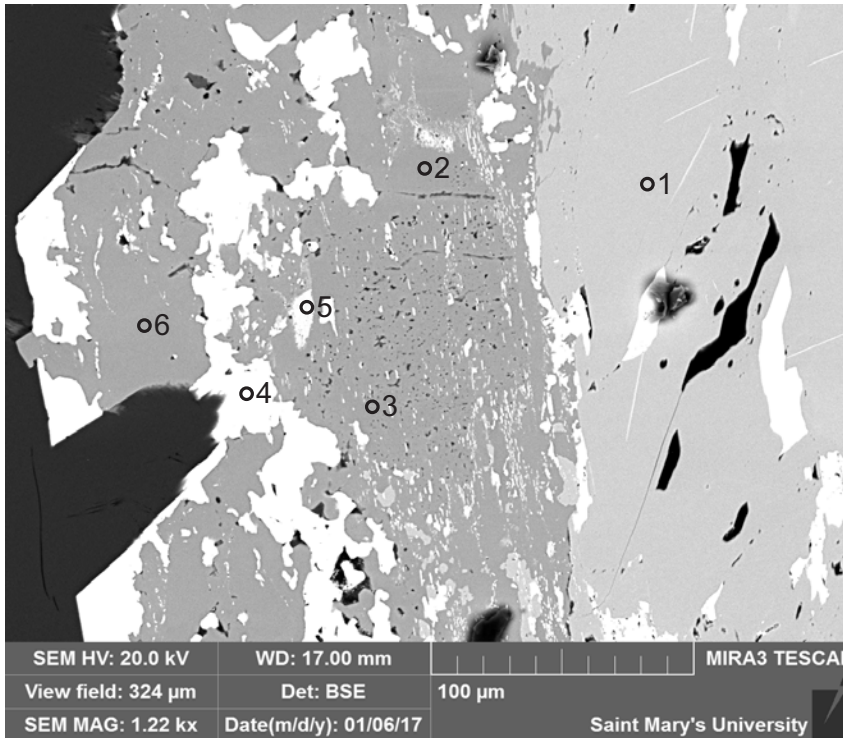 1
2
5
6
4
3
SEM HV: 20.0 kV WD: 17.00 mm MIRA3 TESCAN
View field: 324 µm Det: BSE 100 µm
SEM MAG: 1.22 kx Date(m/d/y): 01/06/17 Saint Mary's University